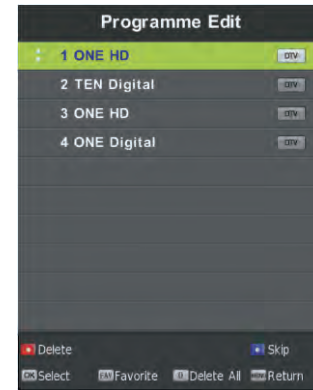 Programme Edit
1 ONE HD DTV
2 TEN Digital DTV
3 ONE HD DTV
4 ONE Digital DTV
Delete Skip
OK Select FAV Favorite Delete All MENU Return